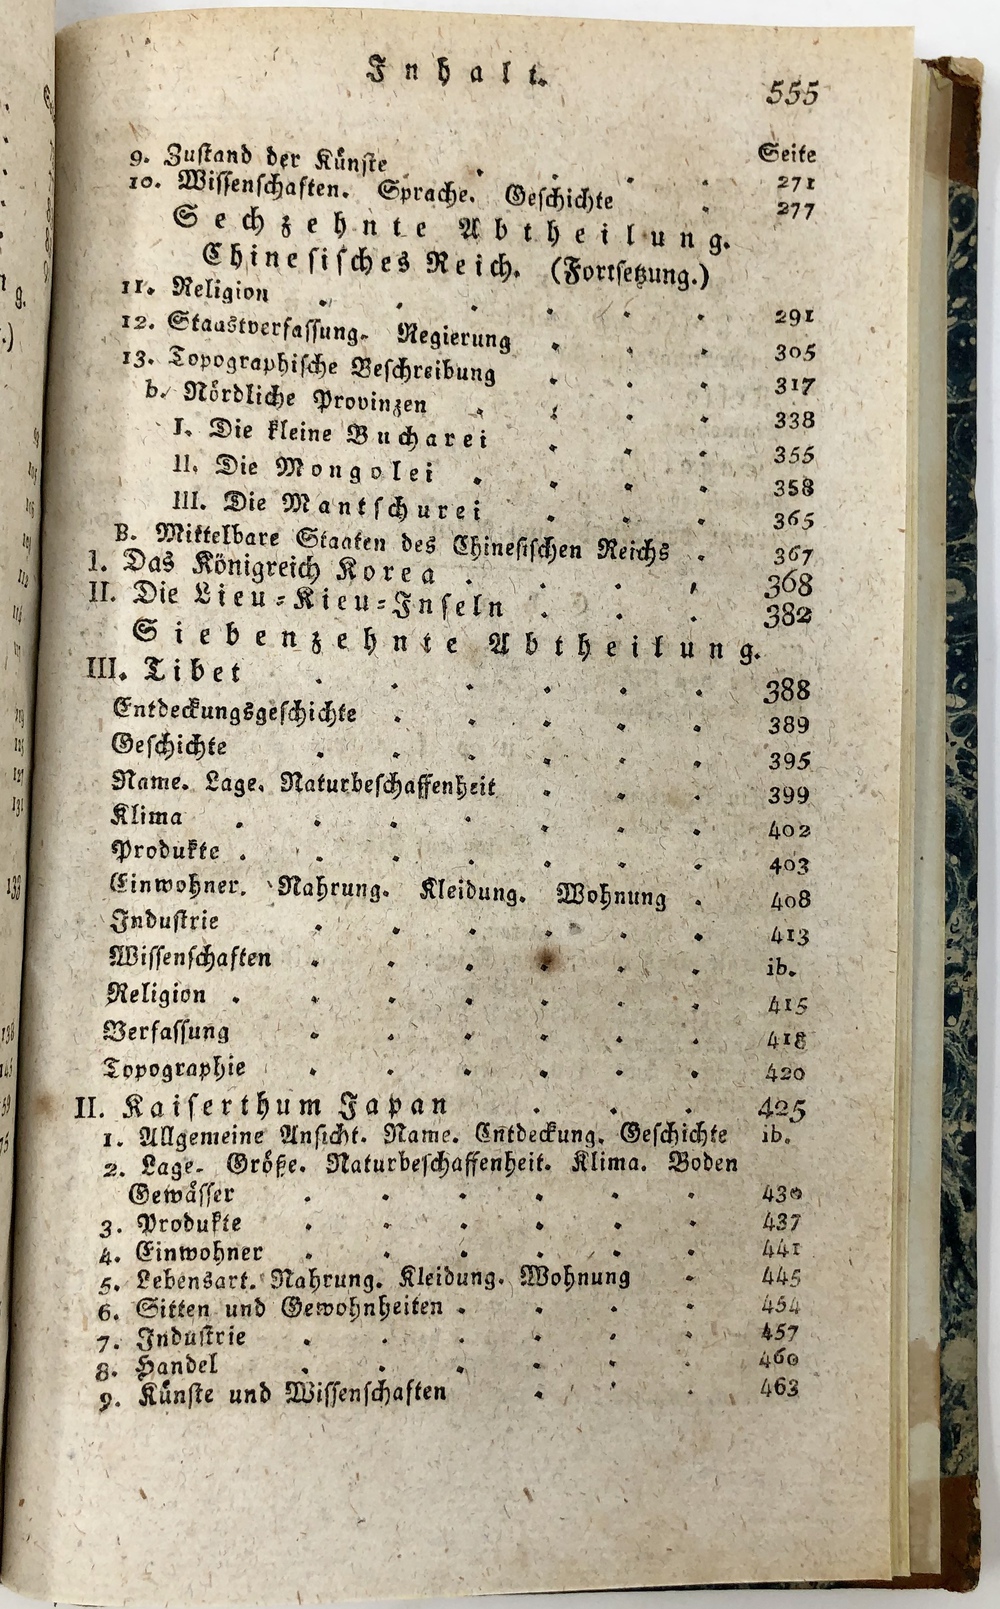 Inhalt.
555
Seite
9. Zuſtand der Künſte . . . 271
10. Wiſſenſchaften. Sprache. Geſchichte . 277
Sechzehnte Abtheilung.
Chineſiſches Reich. (Fortſetzung.)
11. Religion . . . . . . 291
12. Staatsverfaſſung. Regierung . . . 305
13. Topographiſche Beſchreibung . . . 317
b. Nördliche Provinzen . . . . 338
I. Die kleine Bucharei . . . 355
II. Die Mongolei . . . . 358
III. Die Mantſchurei . . . 365
B. Mittelbare Staaten des Chineſiſchen Reichs . 367
I. Das Königreich Korea . . . . 368
II. Die Lieu-Kieu-Inſeln . . . 382
Siebenzehnte Abtheilung.
III. Tibet . . . . . . 388
Entdeckungsgeſchichte . . . . . 389
Geſchichte . . . . . . 395
Name. Lage. Naturbeſchaffenheit . . . 399
Klima . . . . . . . 402
Produkte . . . . . . . 403
Einwohner. Nahrung. Kleidung. Wohnung . 408
Induſtrie . . . . . . 413
Wiſſenſchaften . . . . . . ib.
Religion . . . . . . . 415
Verfaſſung . . . . . . 418
Topographie . . . . . . 420
II. Kaiſerthum Japan . . . 425
1. Allgemeine Anſicht. Name. Entdeckung. Geſchichte ib.
2. Lage. Größe. Naturbeſchaffenheit. Klima. Boden
Gewäſſer . . . . . . 430
3. Produkte . . . . . . 437
4. Einwohner . . . . . . 441
5. Lebensart. Nahrung. Kleidung. Wohnung . 445
6. Sitten und Gewohnheiten . . . . 454
7. Induſtrie . . . . . . 457
8. Handel . . . . . . 460
9. Künſte und Wiſſenſchaften . . . 463